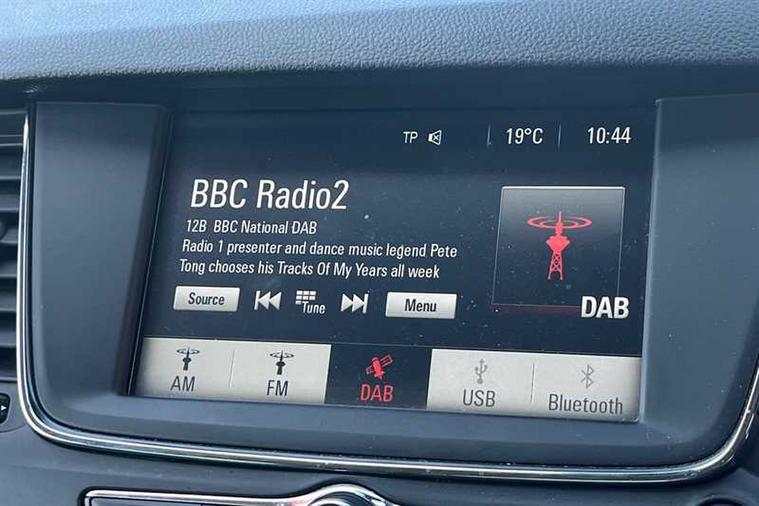 TP 19°C 10:44
BBC Radio2
12B BBC National DAB
Radio 1 presenter and dance music legend Pete
Tong chooses his Tracks Of My Years all week
Source Tune Menu
DAB
AM FM DAB USB Bluetooth